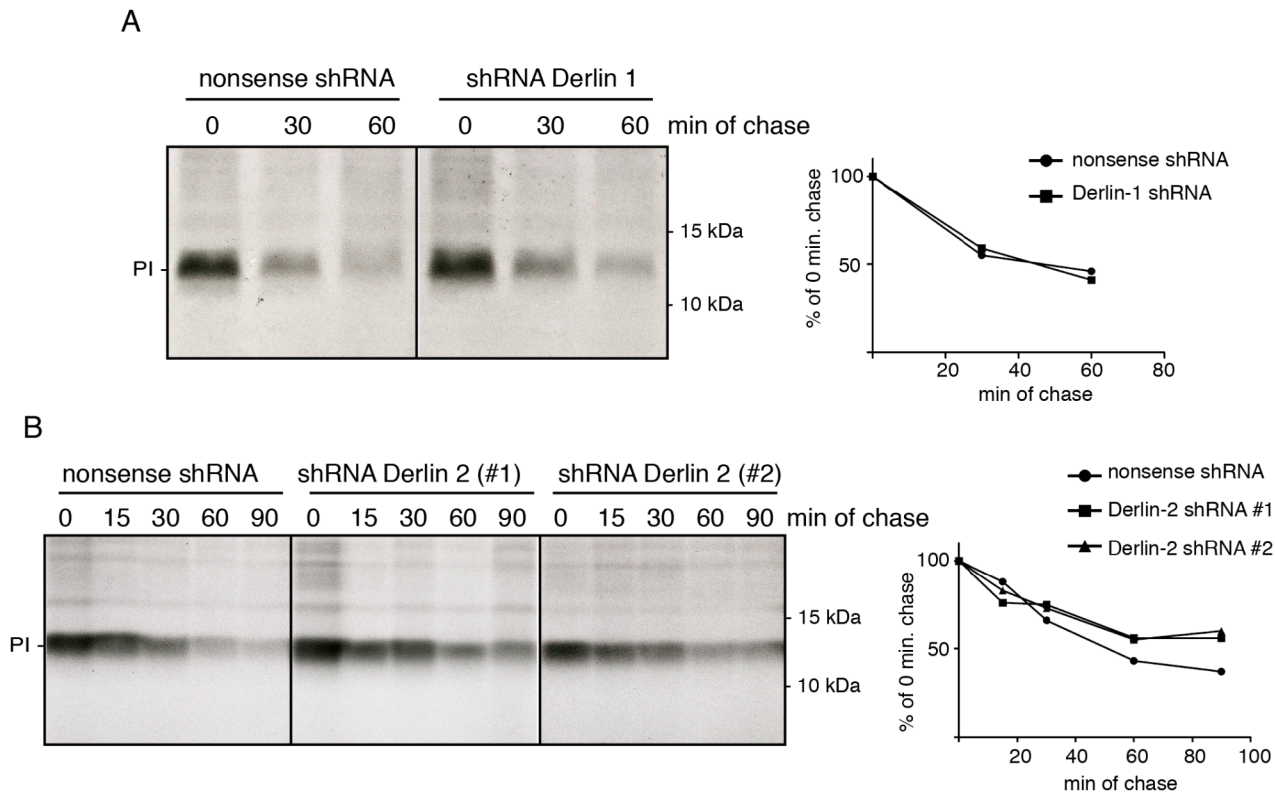 A
nonsense shRNA
shRNA Derlin 1
0 30 60 0 30 60 min of chase
PI
15 kDa
10 kDa
nonsense shRNA
Derlin-1 shRNA
% of 0 min. chase
100
50
20 40 60 80
min of chase
B
nonsense shRNA
shRNA Derlin 2 (#1)
shRNA Derlin 2 (#2)
0 15 30 60 90 0 15 30 60 90 0 15 30 60 90 min of chase
PI
15 kDa
10 kDa
nonsense shRNA
Derlin-2 shRNA #1
Derlin-2 shRNA #2
% of 0 min. chase
100
50
20 40 60 80 100
min of chase